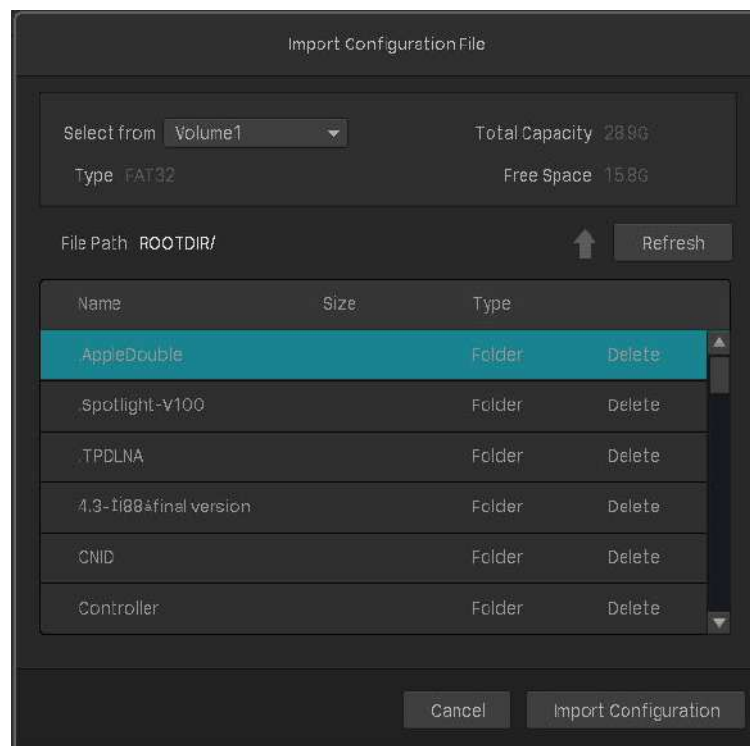 Import Configuration File
Select from Volume1 Total Capacity 28.9G
Type FAT32 Free Space 15.8G
File Path ROOTDIR/ Refresh
Name Size Type
.AppleDouble Folder Delete
.Spotlight-V100 Folder Delete
.TPDLNA Folder Delete
final version Folder Delete
CNID Folder Delete
Controller Folder Delete
Cancel Import Configuration